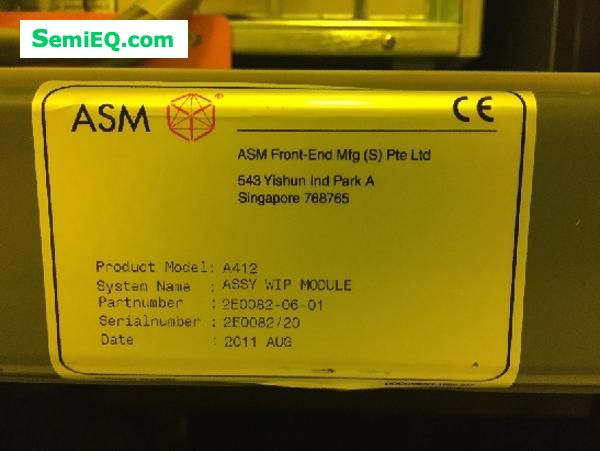 SemiEQ.com
ASM ® CE
ASM Front-End Mfg (S) Pte Ltd
543 Yishun Ind Park A
Singapore 768765
Product Model: A412
System Name : ASSY WIP MODULE
Partnumber : 2E0082-06-01
Serialnumber : 2E0082/20
Date : 2011 AUG